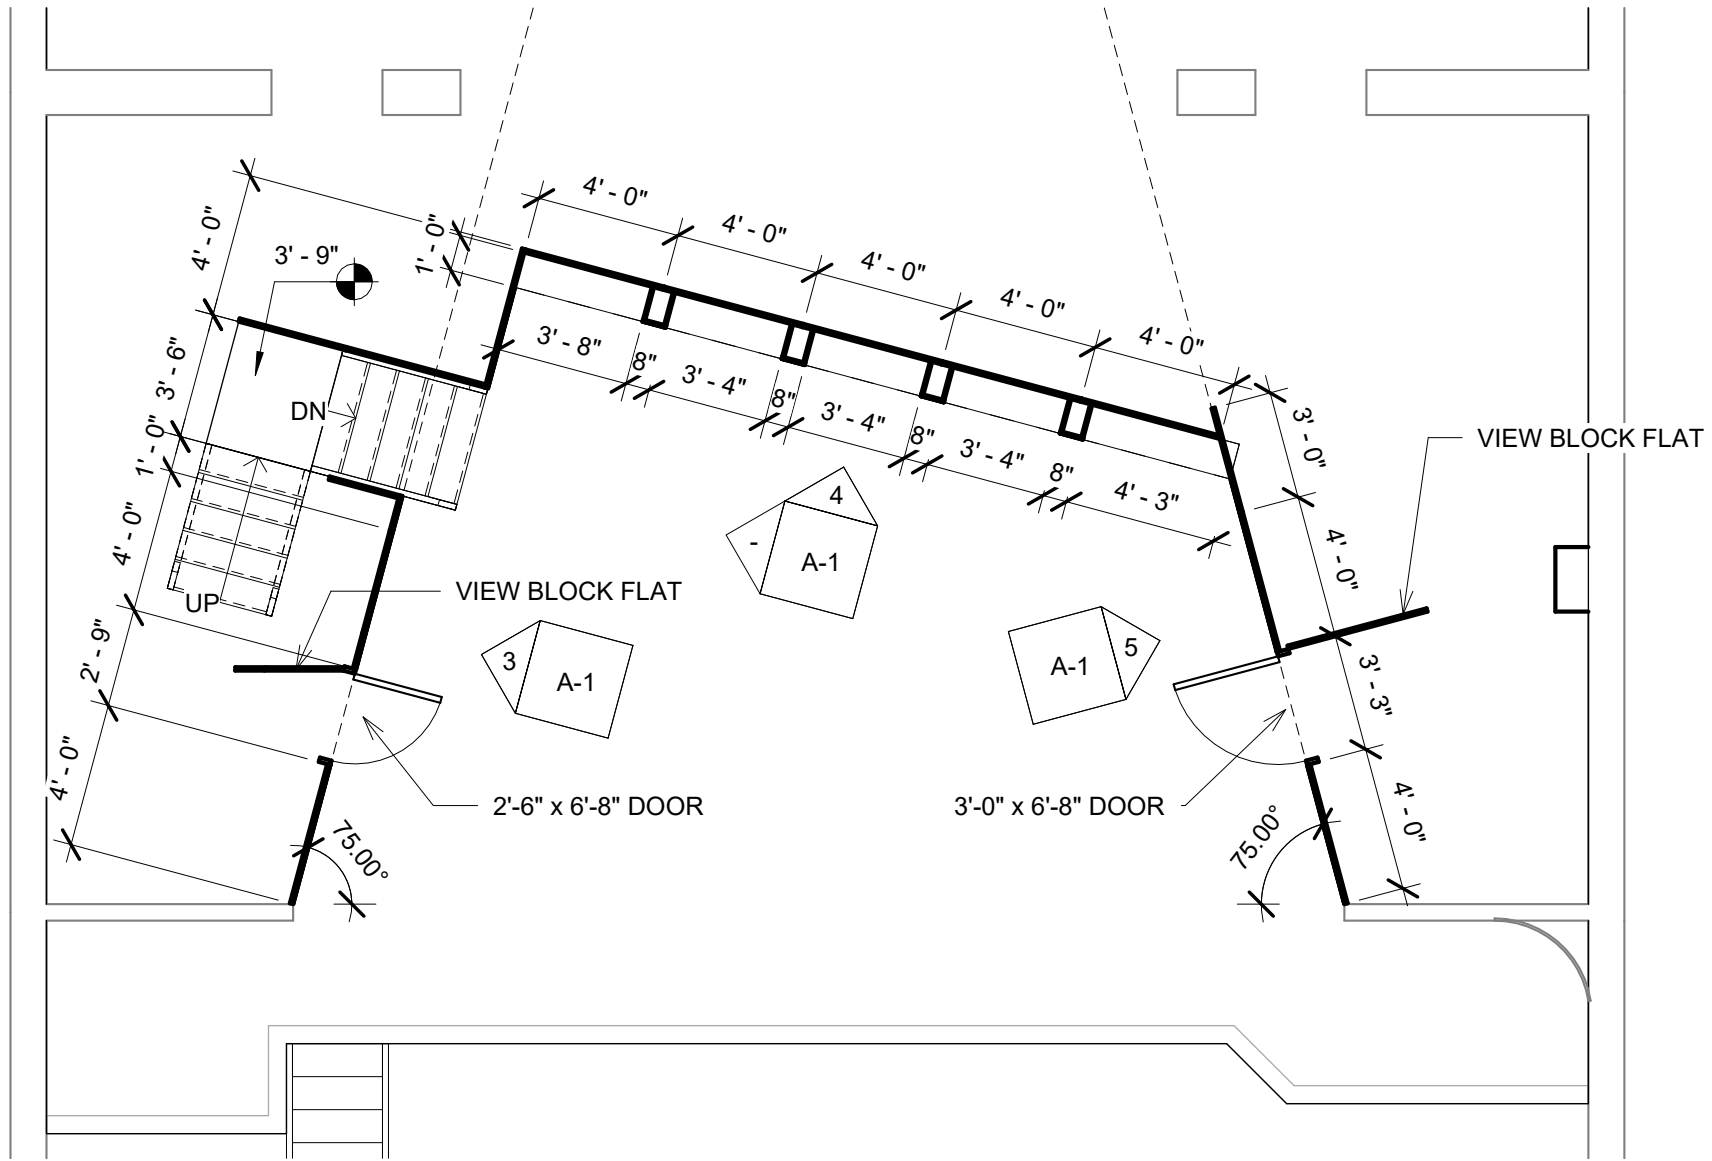 4' - 0"
4' - 0"
4' - 0"
4' - 0"
4' - 0"
4' - 0"
1' - 0"
3' - 9"
3' - 8"
8"
3' - 4"
8"
3' - 4"
8"
3' - 4"
8"
4' - 3"
3' - 6"
1' - 0"
4' - 0"
2' - 9"
4' - 0"
DN
UP
3' - 0"
4' - 0"
3' - 3"
4' - 0"
VIEW BLOCK FLAT
VIEW BLOCK FLAT
4
-
A-1
3
A-1
5
A-1
2'-6" x 6'-8" DOOR
3'-0" x 6'-8" DOOR
75.00°
75.00°